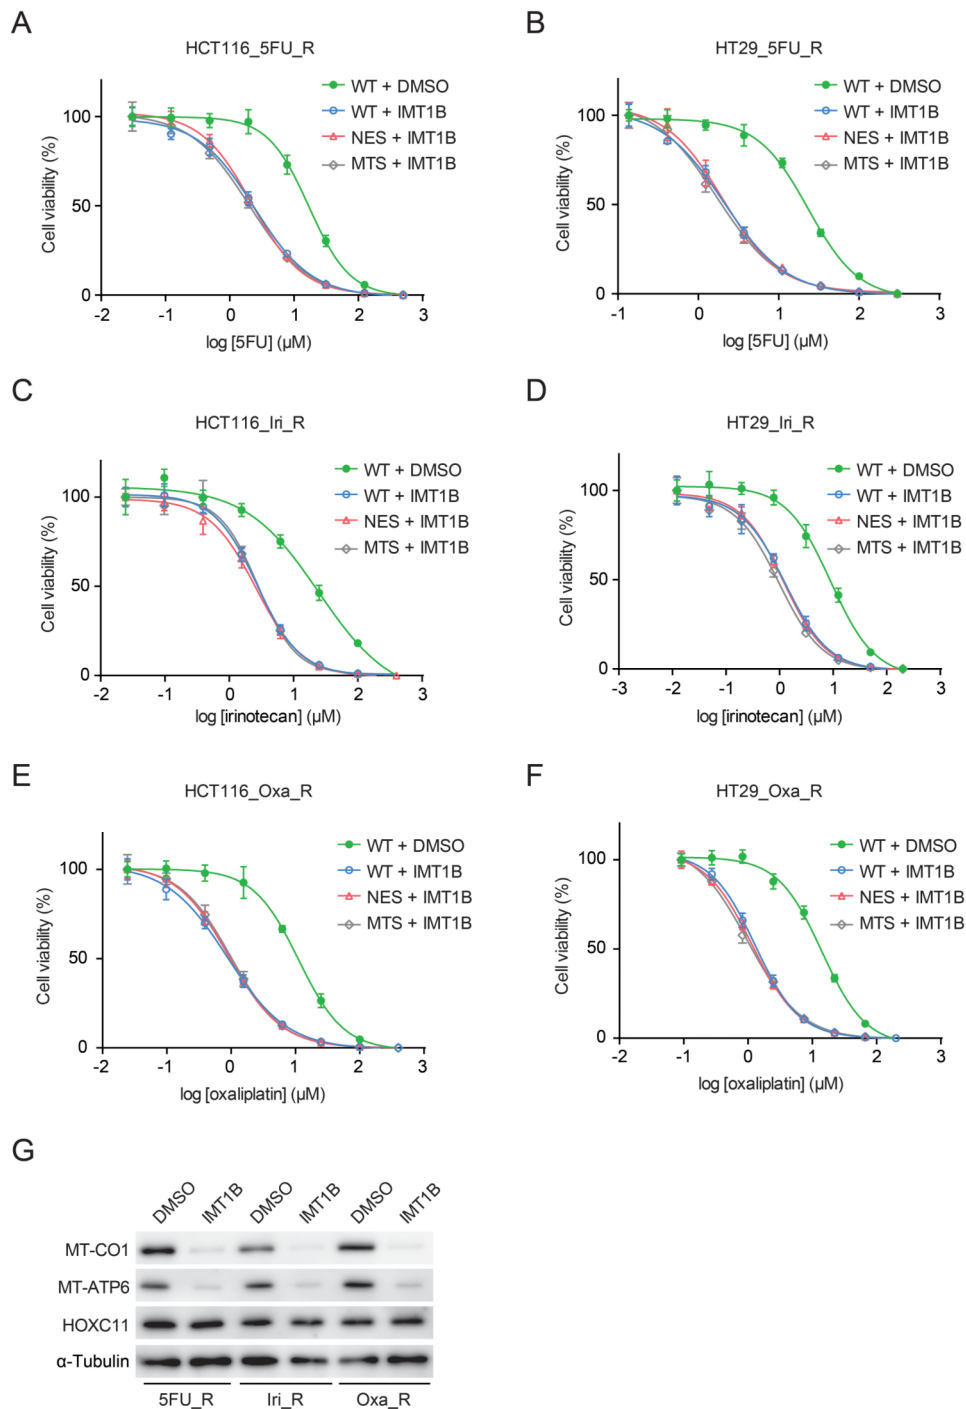 A
HCT116_5FU_R
WT + DMSO
WT + IMT1B
NES + IMT1B
MTS + IMT1B
Cell viability (%)
100
50
0
-2 -1 0 1 2 3
log [5FU] (µM)
B
HT29_5FU_R
WT + DMSO
WT + IMT1B
NES + IMT1B
MTS + IMT1B
Cell viability (%)
100
50
0
-1 0 1 2 3
log [5FU] (µM)
C
HCT116_Iri_R
WT + DMSO
WT + IMT1B
NES + IMT1B
MTS + IMT1B
Cell viability (%)
100
50
0
-2 -1 0 1 2 3
log [irinotecan] (µM)
D
HT29_Iri_R
WT + DMSO
WT + IMT1B
NES + IMT1B
MTS + IMT1B
Cell viability (%)
100
50
0
-3 -2 -1 0 1 2 3
log [irinotecan] (µM)
E
HCT116_Oxa_R
WT + DMSO
WT + IMT1B
NES + IMT1B
MTS + IMT1B
Cell viability (%)
100
50
0
-2 -1 0 1 2 3
log [oxaliplatin] (µM)
F
HT29_Oxa_R
WT + DMSO
WT + IMT1B
NES + IMT1B
MTS + IMT1B
Cell viability (%)
100
50
0
-2 -1 0 1 2 3
log [oxaliplatin] (µM)
G
DMSO IMT1B DMSO IMT1B DMSO IMT1B
MT-CO1
MT-ATP6
HOXC11
α-Tubulin
5FU_R Iri_R Oxa_R